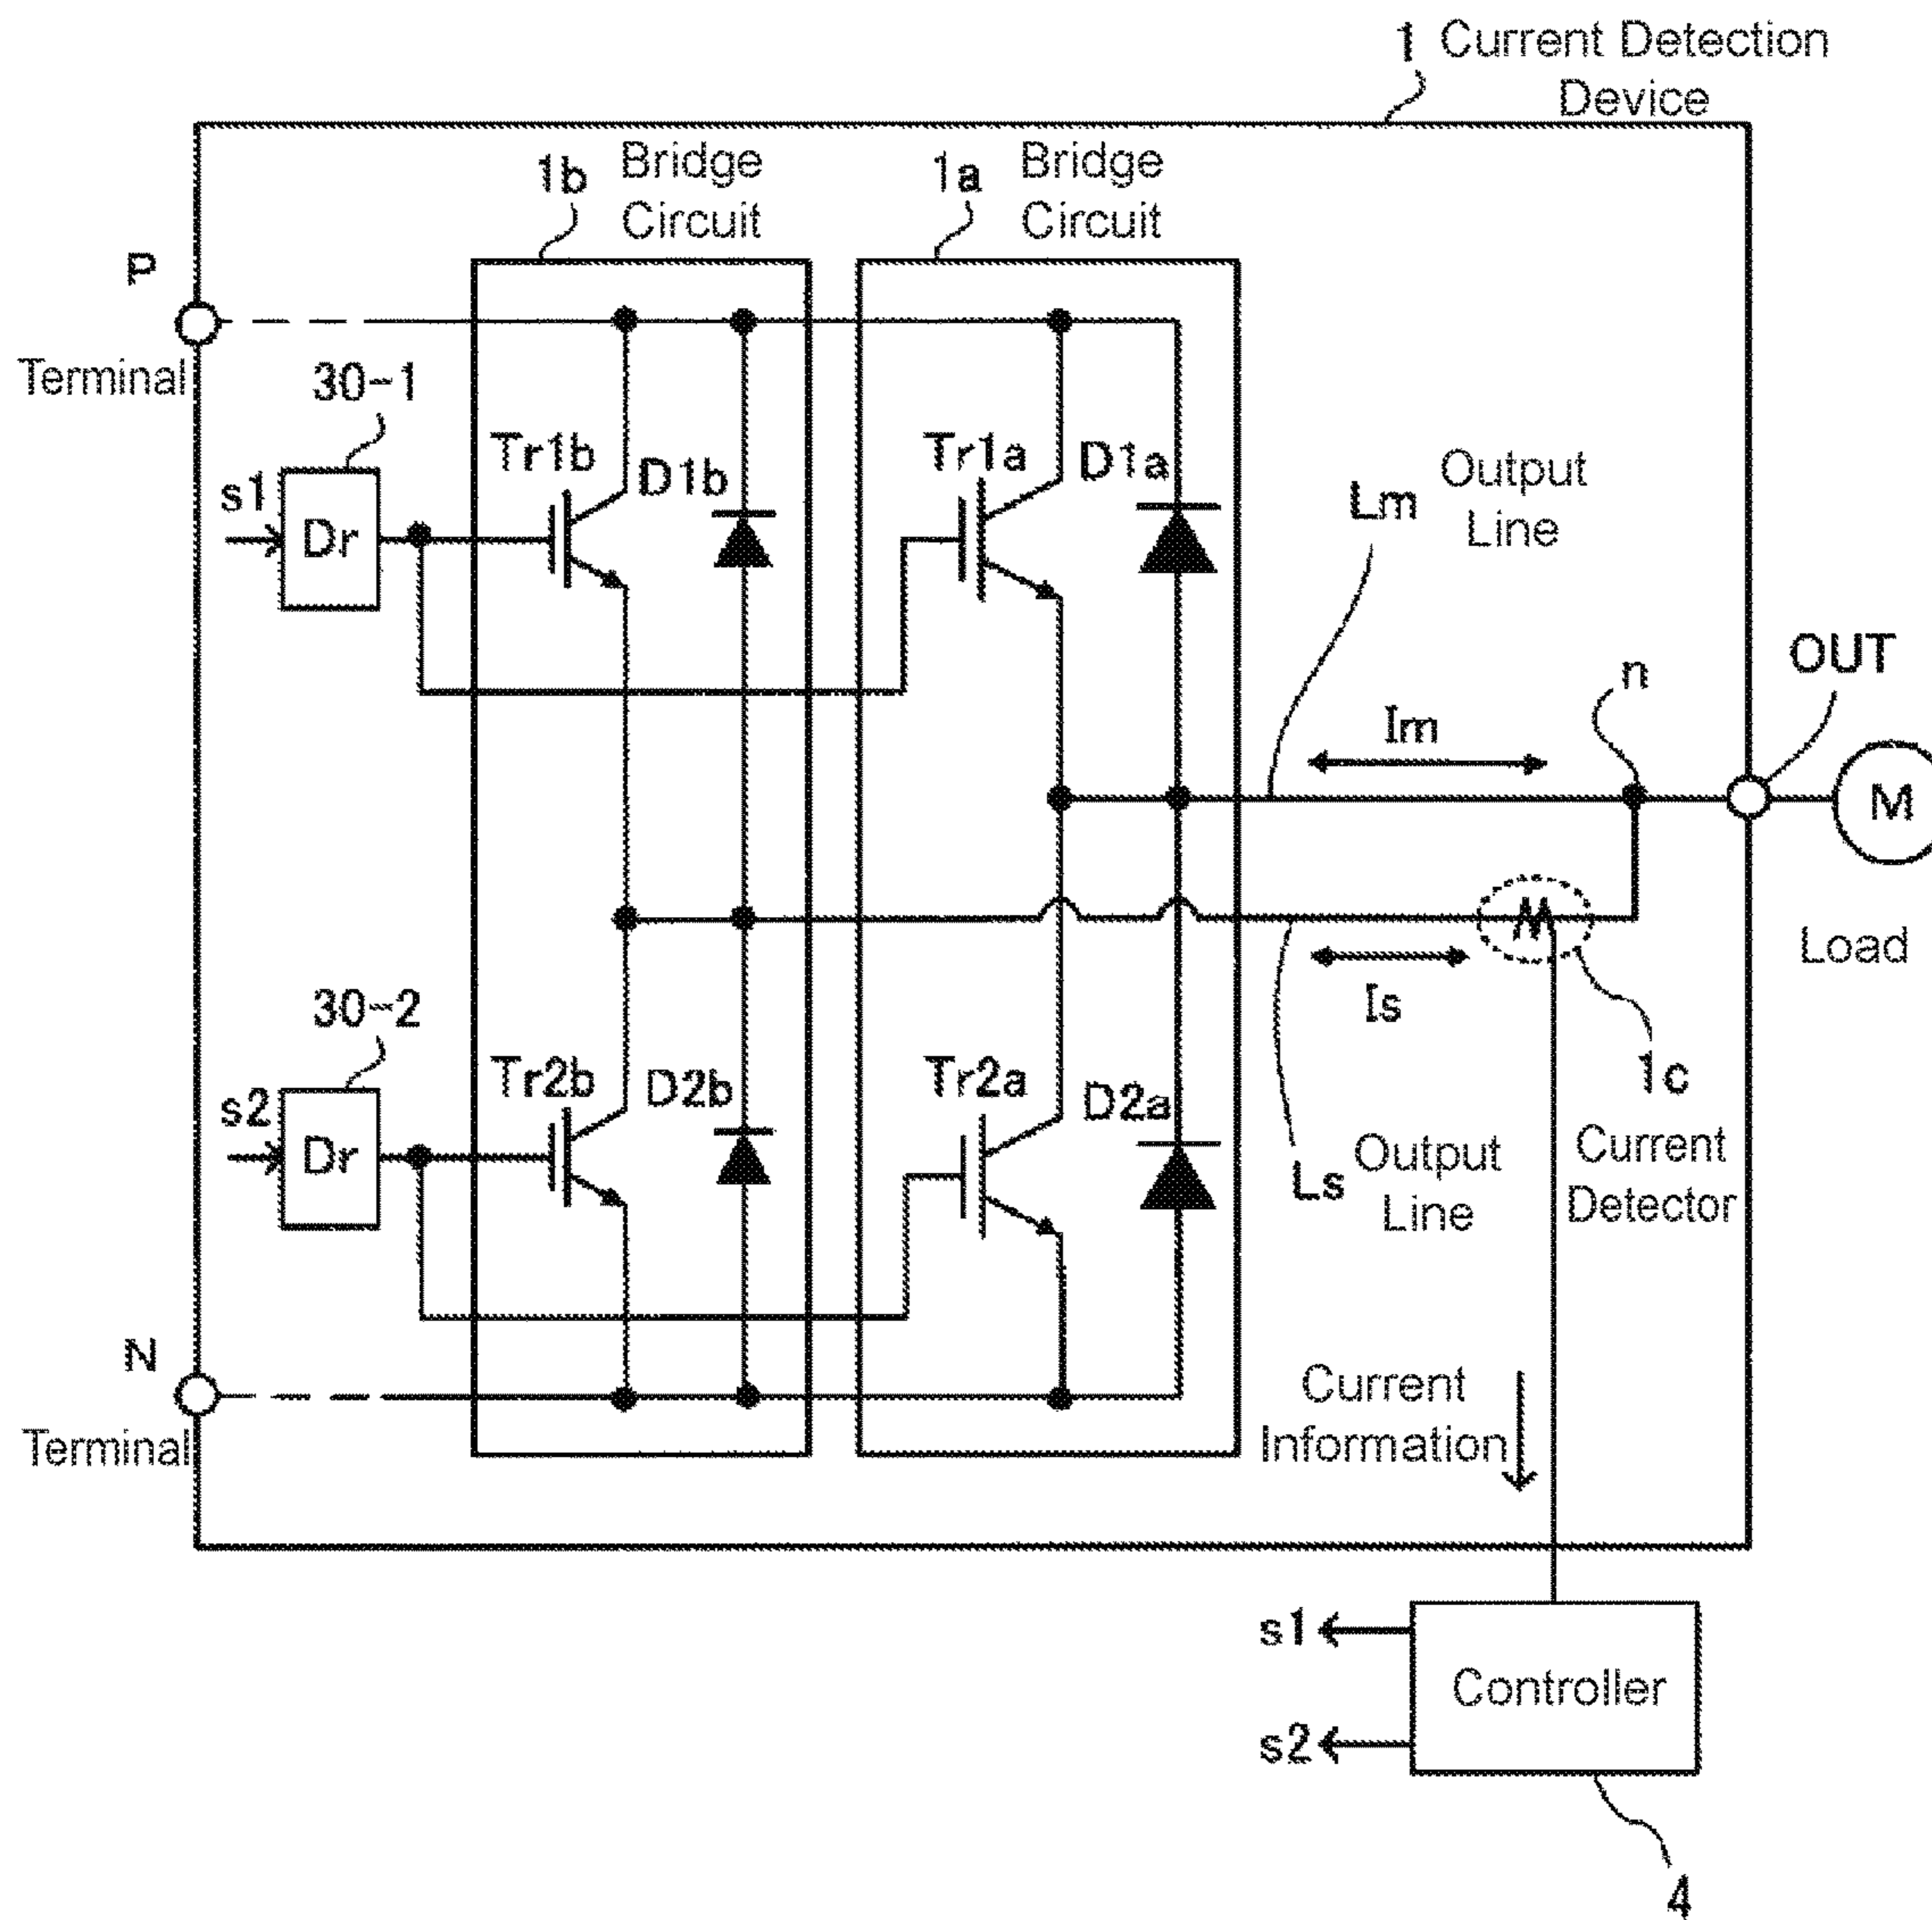 1 Current Detection
Device
1b Bridge
Circuit
1a Bridge
Circuit
P
Terminal
30-1
s1
Dr
Tr1b
D1b
Tr1a
D1a
Lm
Output
Line
Im
n
OUT
M
Load
Is
1c
Current
Detector
30-2
s2
Dr
Tr2b
D2b
Tr2a
D2a
Ls
Output
Line
N
Terminal
Current
Information
s1
s2
Controller
4